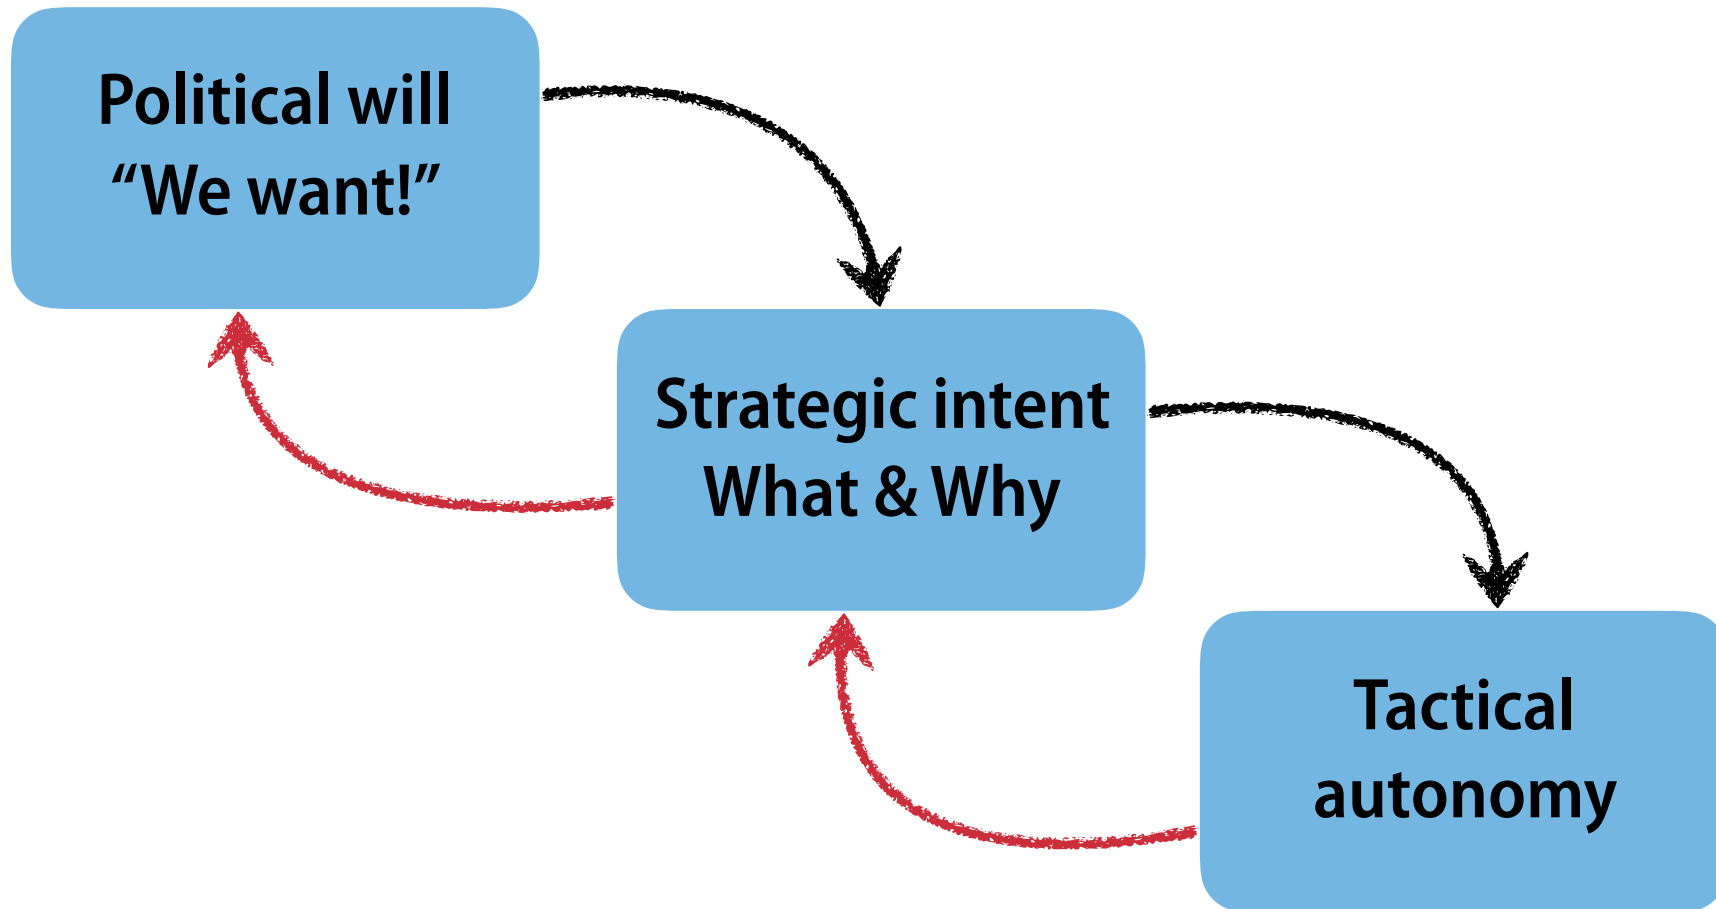 Political will
“We want!”
Strategic intent
What & Why
Tactical
autonomy